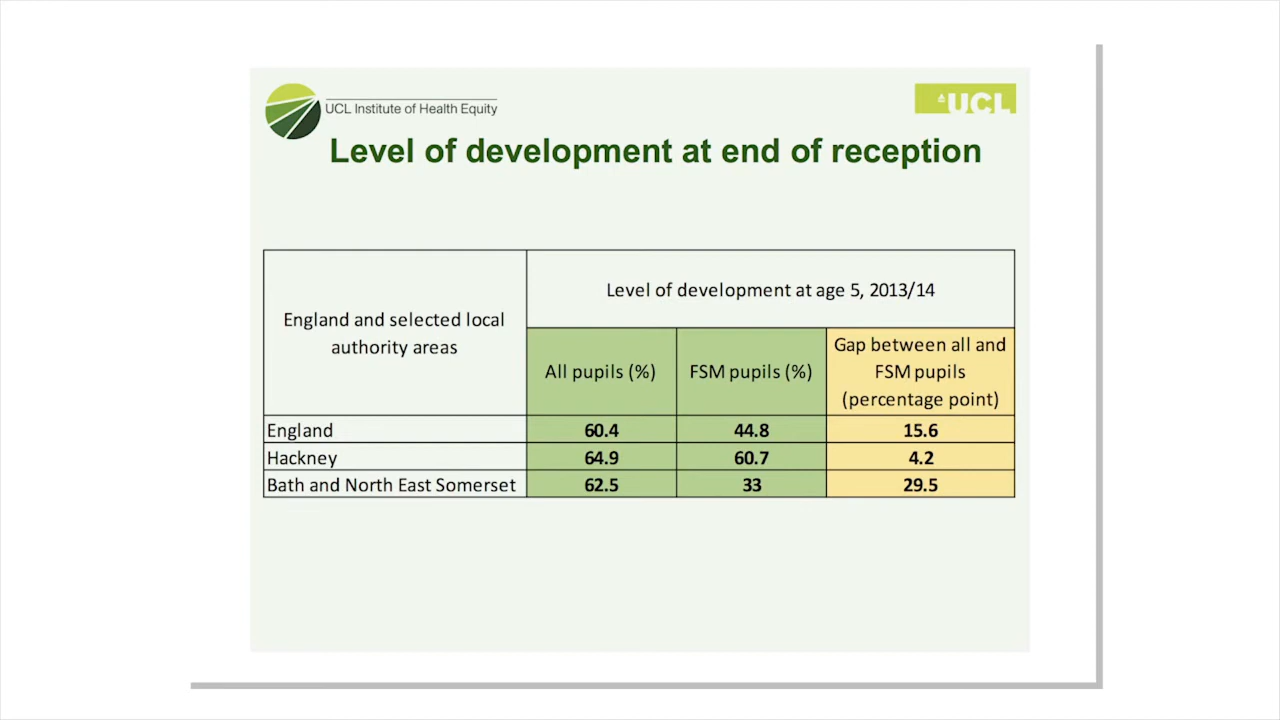 UCL Institute of Health Equity
UCL
Level of development at end of reception
England and selected local
authority areas
Level of development at age 5, 2013/14
All pupils (%)
FSM pupils (%)
Gap between all and
FSM pupils
(percentage point)
England 60.4 44.8 15.6
Hackney 64.9 60.7 4.2
Bath and North East Somerset 62.5 33 29.5